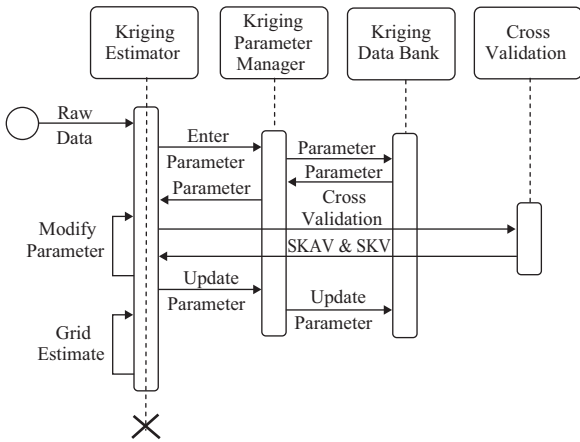 Kriging
Estimator
Kriging
Parameter
Manager
Kriging
Data Bank
Cross
Validation
Raw
Data
Enter
Parameter
Parameter
Parameter
Parameter
Cross
Validation
Modify
Parameter
SKAV & SKV
Update
Parameter
Update
Parameter
Grid
Estimate